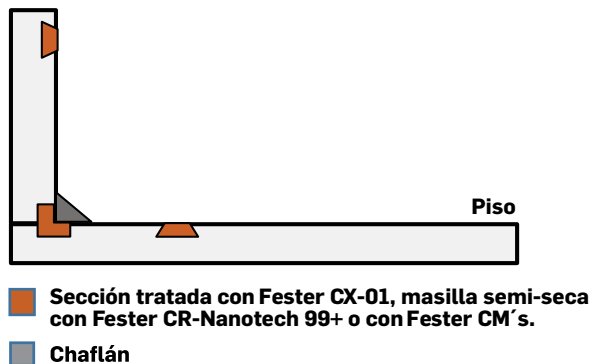 Piso
Sección tratada con Fester CX-01, masilla semi-seca
con Fester CR-Nanotech 99+ o con Fester CM´s.
Chaflán